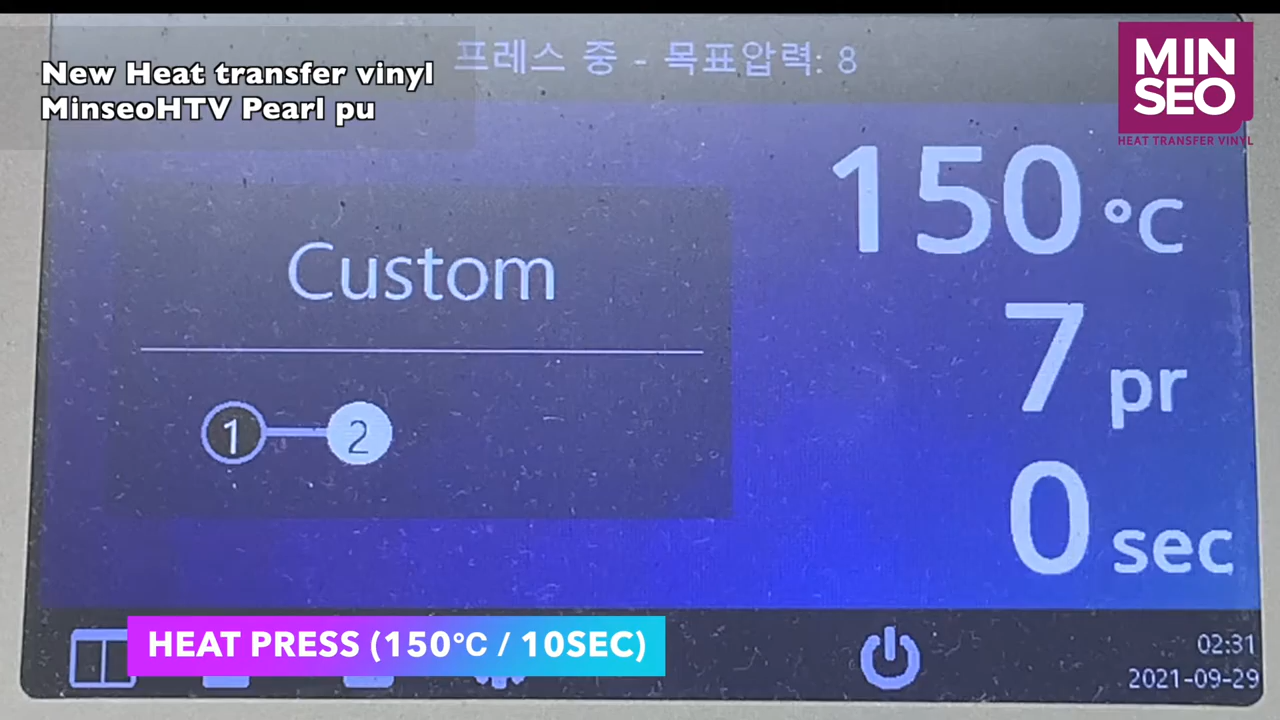 프레스 중 - 목표압력: 8
New Heat transfer vinyl
MinseoHTV Pearl pu
MIN
SEO
HEAT TRANSFER VINYL
150 °C
Custom
7 pr
1 2
0 sec
HEAT PRESS (150℃ / 10SEC)
02:31
2021-09-29